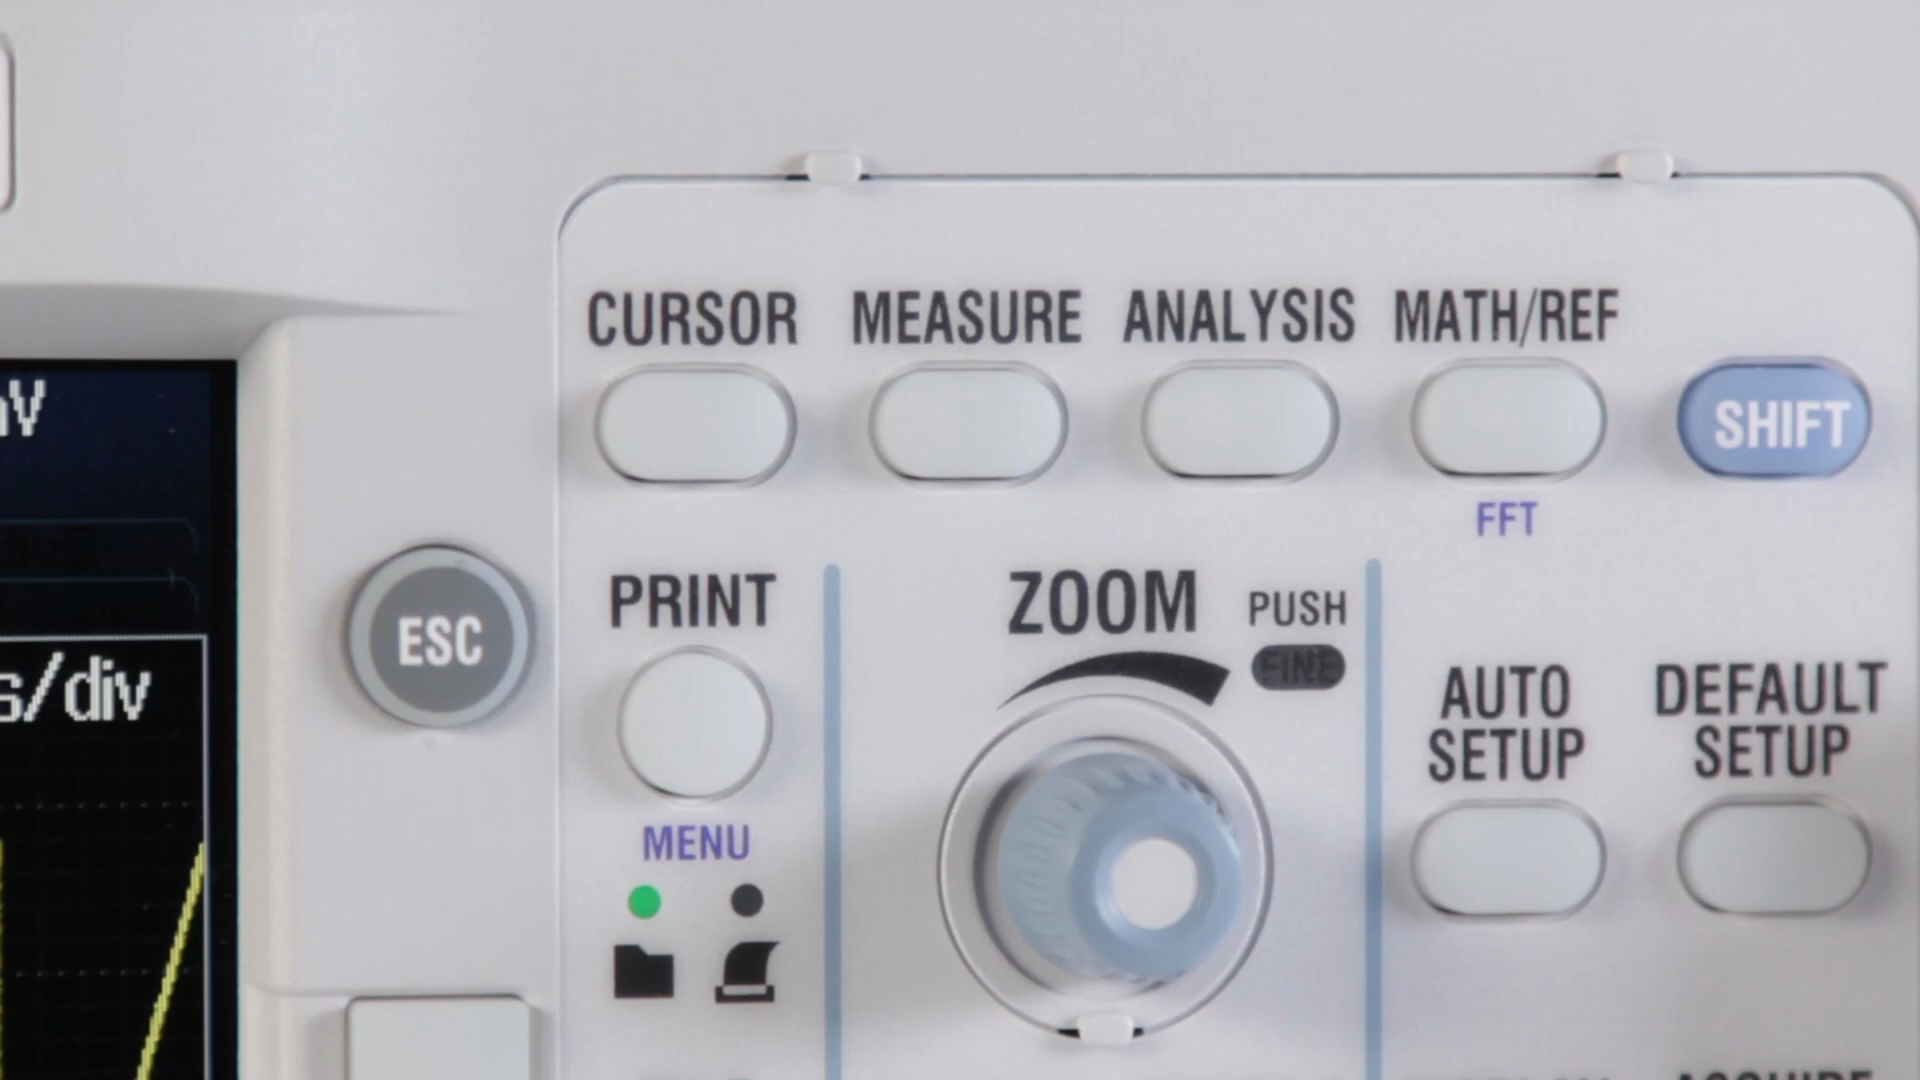 CURSOR MEASURE ANALYSIS MATH/REF
SHIFT
FFT
mV
ESC
PRINT
ZOOM
PUSH
FINE
s/div
AUTO
SETUP
DEFAULT
SETUP
MENU